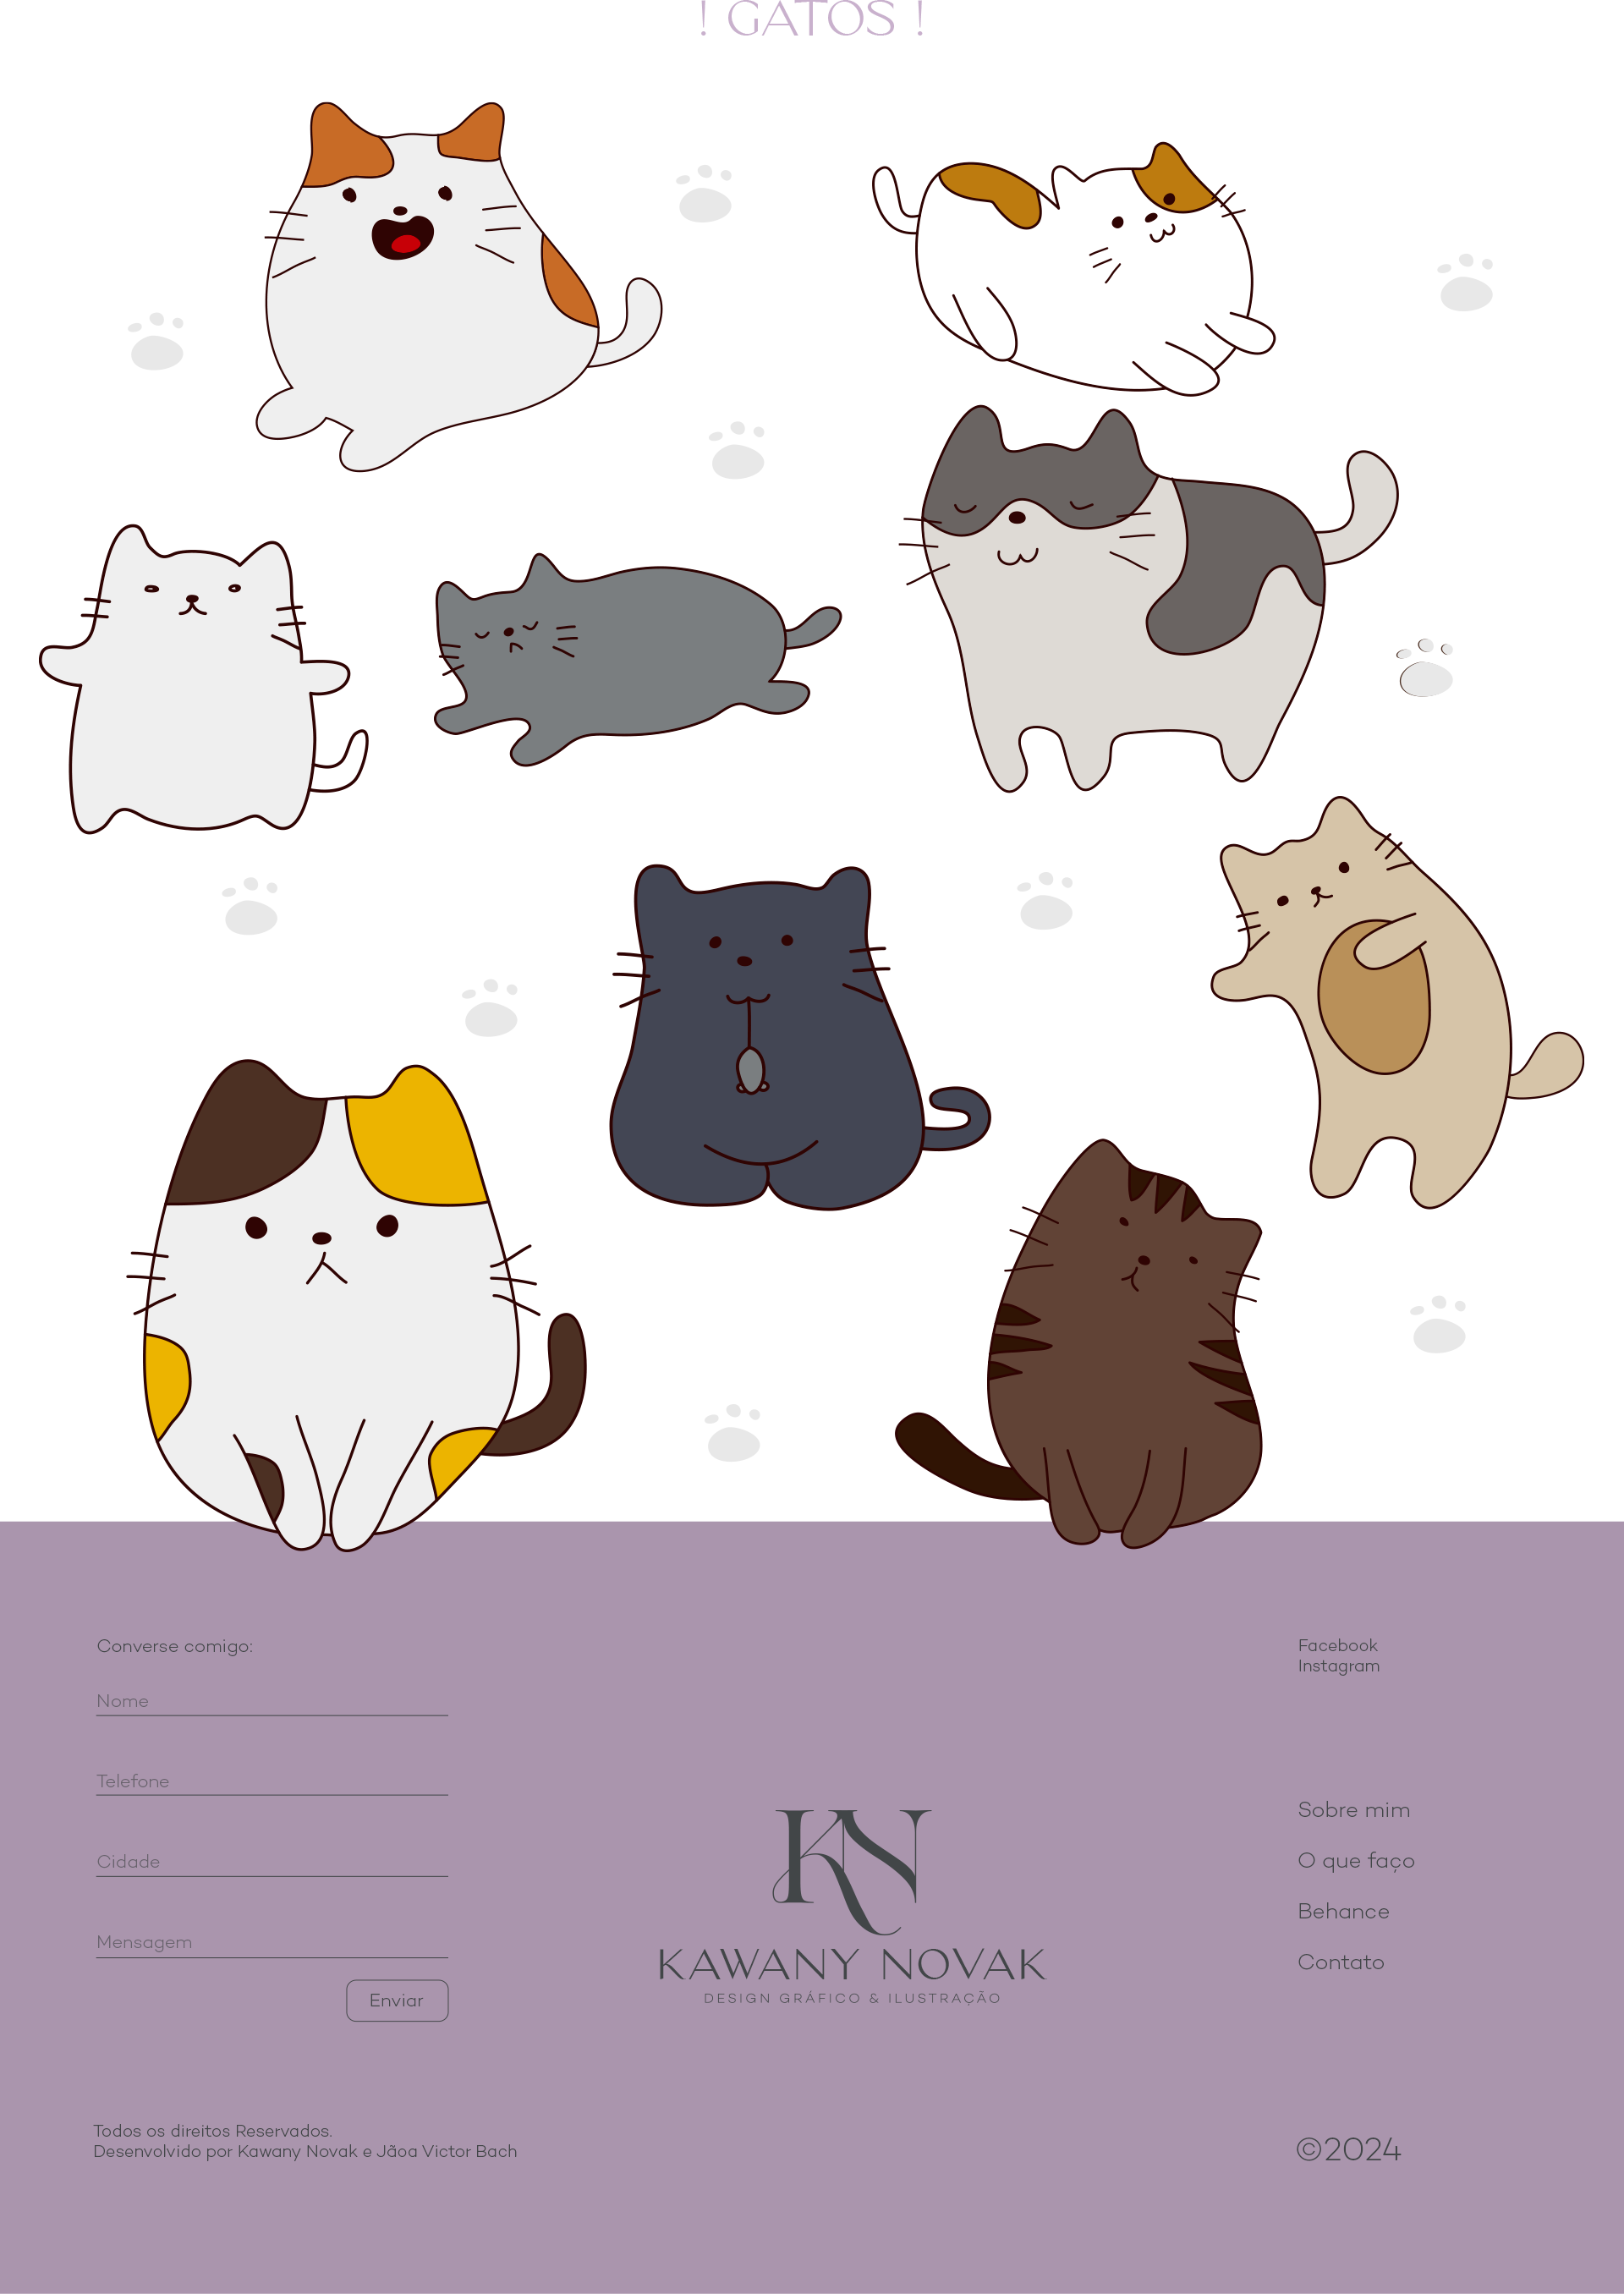 ! GATOS !
Converse comigo:
Nome
Telefone
Cidade
Mensagem
Enviar
KN
KAWANY NOVAK
DESIGN GRÁFICO & ILUSTRAÇÃO
Facebook
Instagram
Sobre mim
O que faço
Behance
Contato
Todos os direitos Reservados.
Desenvolvido por Kawany Novak e Jãoa Victor Bach
©2024